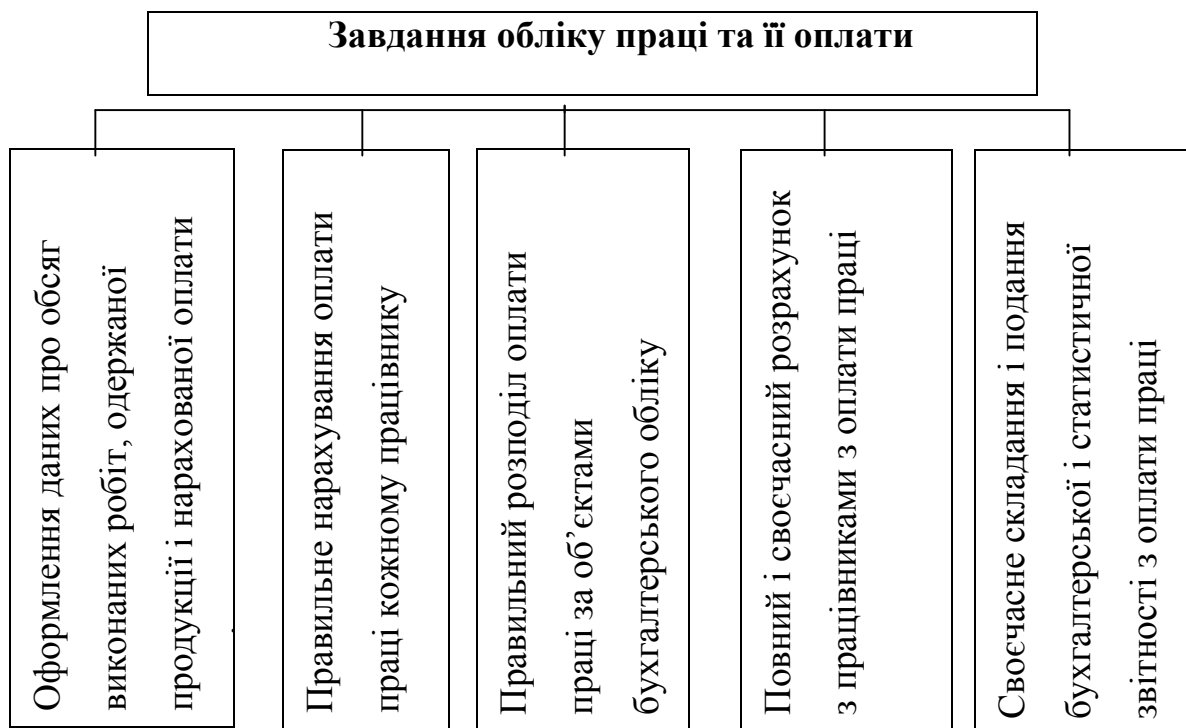 Завдання обліку праці та її оплати
Оформлення даних про обсяг
виконаних робіт, одержаної
продукції і нарахованої оплати
Правильне нарахування оплати
праці кожному працівнику
Правильний розподіл оплати
праці за об’єктами
бухгалтерського обліку
Повний і своєчасний розрахунок
з працівниками з оплати праці
Своєчасне складання і подання
бухгалтерської і статистичної
звітності з оплати праці